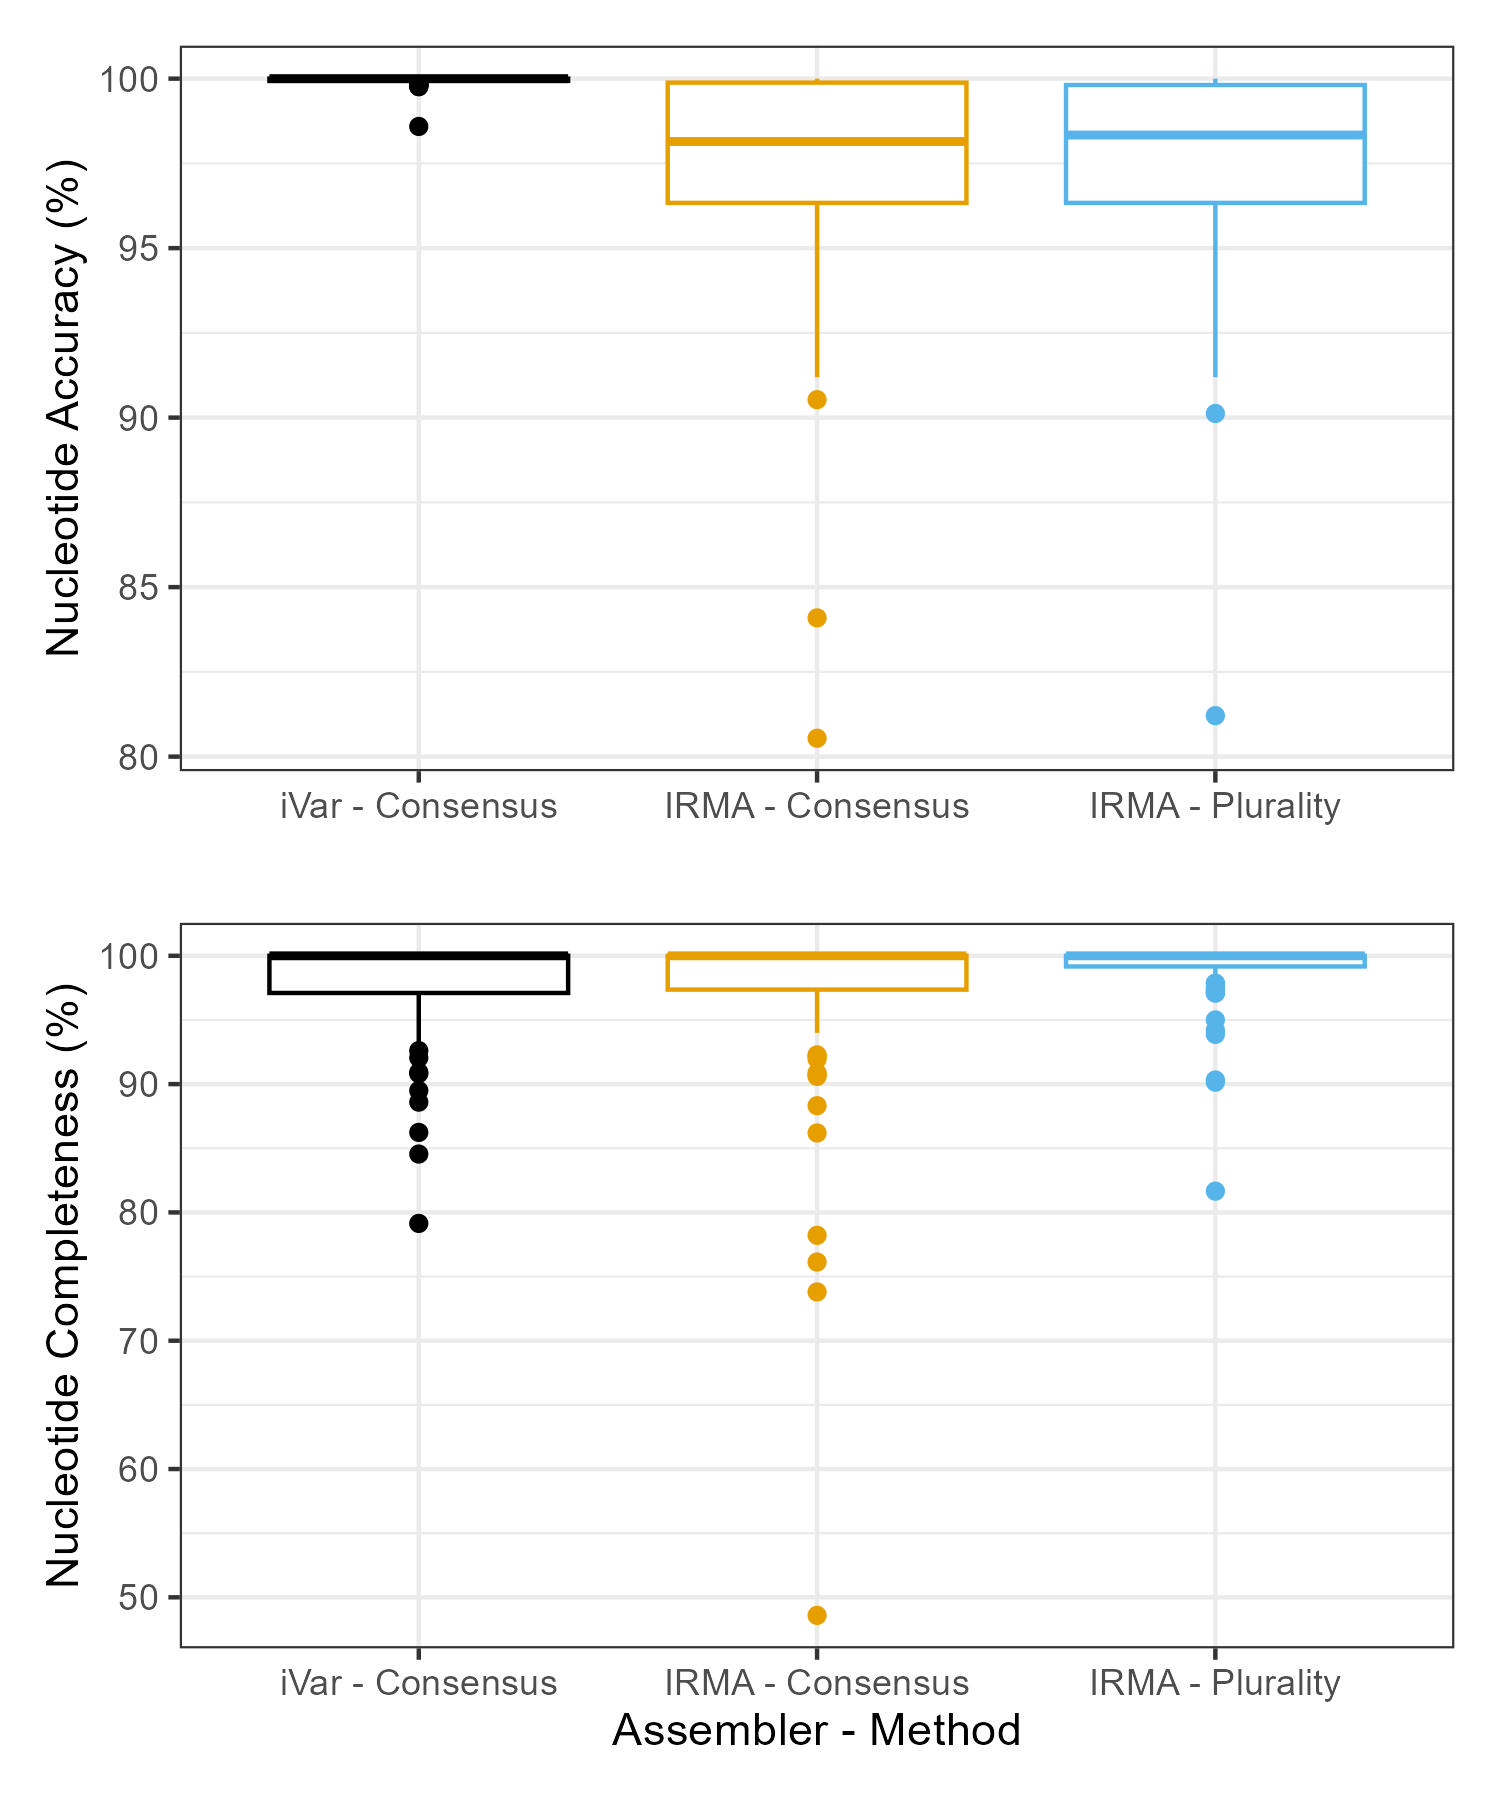 Nucleotide Accuracy (%)
100
95
90
85
80
iVar - Consensus
IRMA - Consensus
IRMA - Plurality
Nucleotide Completeness (%)
100
90
80
70
60
50
iVar - Consensus
IRMA - Consensus
IRMA - Plurality
Assembler - Method